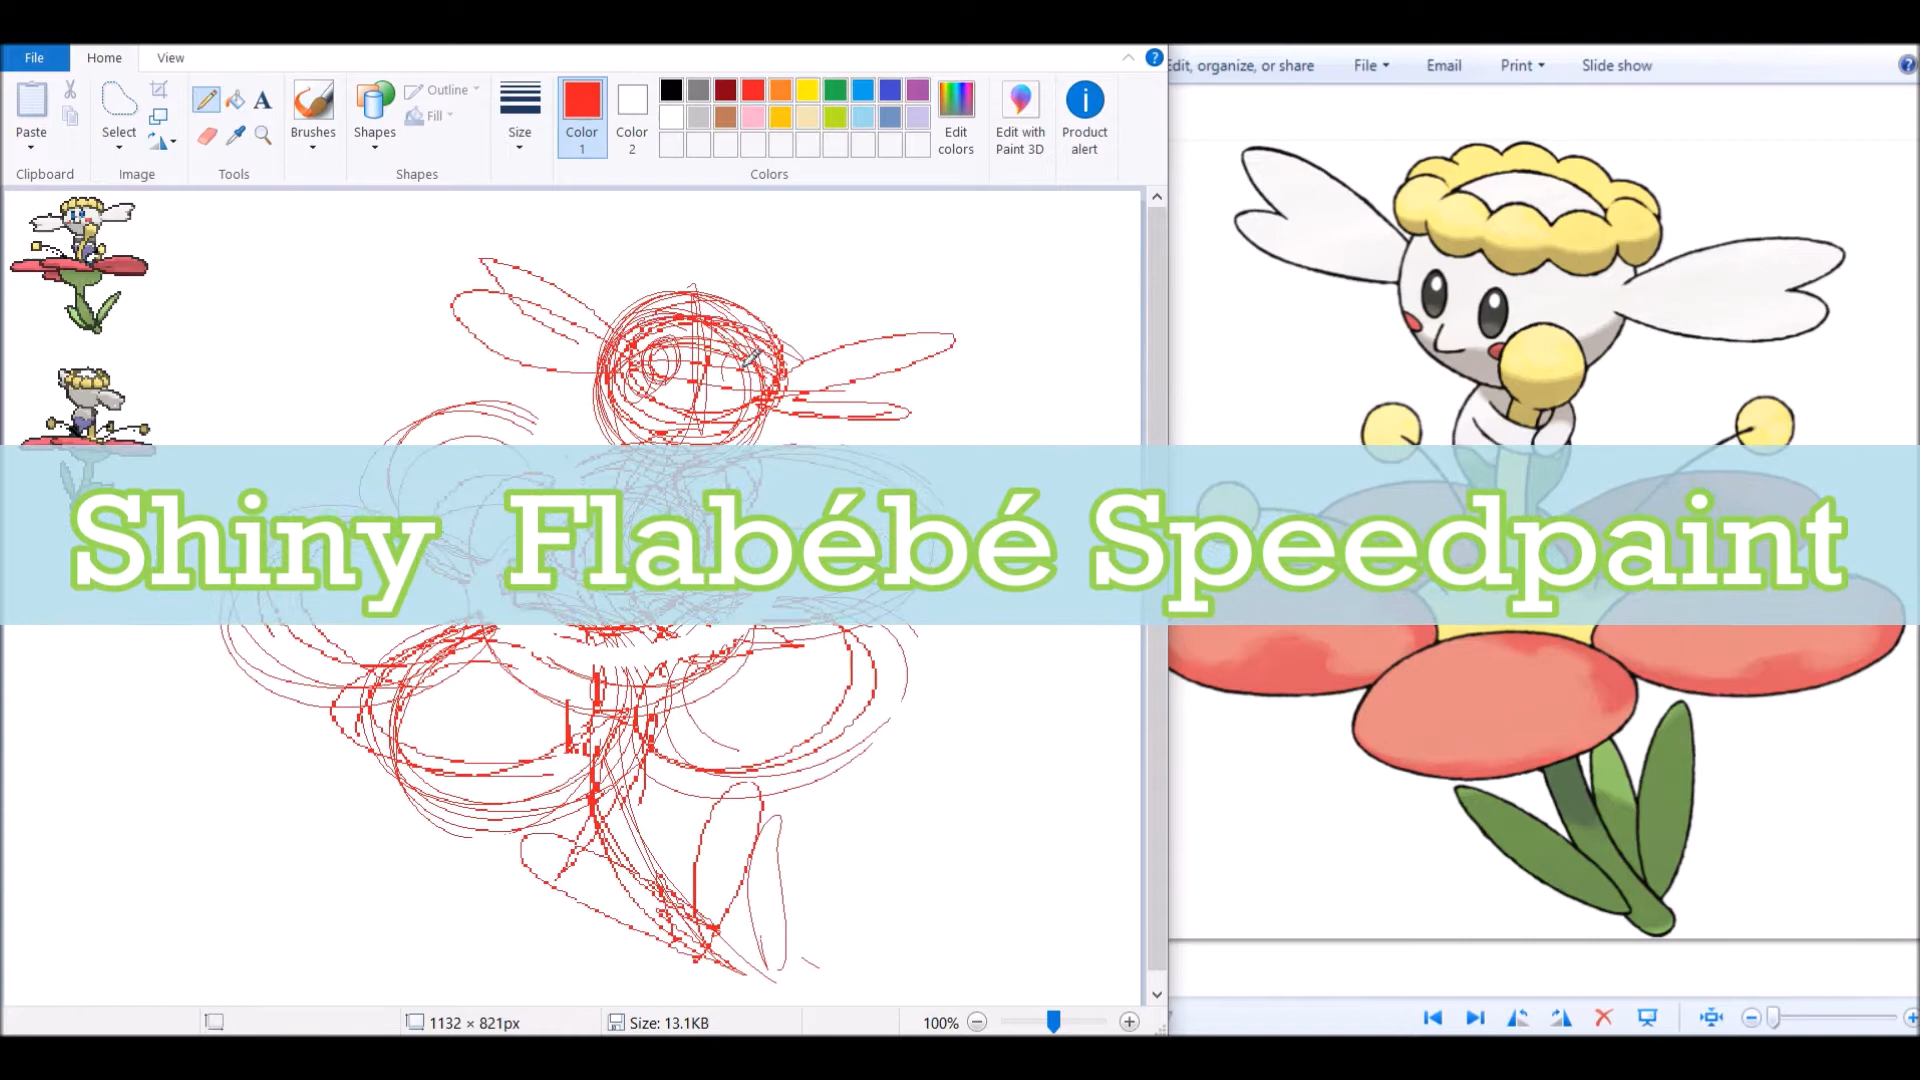 File Home View
Edit, organize, or share File Email Print Slide show
Paste Select Brushes Shapes Outline Fill Size Color 1 Color 2 Edit colors Edit with Paint 3D Product alert
Clipboard Image Tools Shapes Colors
Shiny Flabébé Speedpaint
1132 × 821px Size: 13.1KB 100%